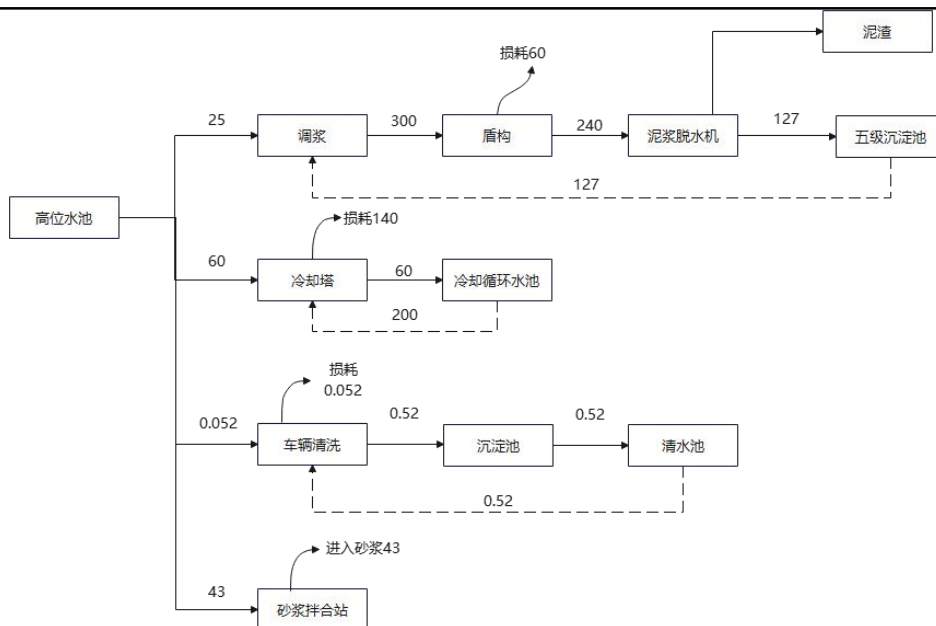 泥渣
损耗60
25
调浆
300
盾构
240
泥浆脱水机
127
五级沉淀池
127
高位水池
损耗140
60
冷却塔
60
冷却循环水池
200
损耗
0.052
0.052
车辆清洗
0.52
沉淀池
0.52
清水池
0.52
进入砂浆43
43
砂浆拌合站